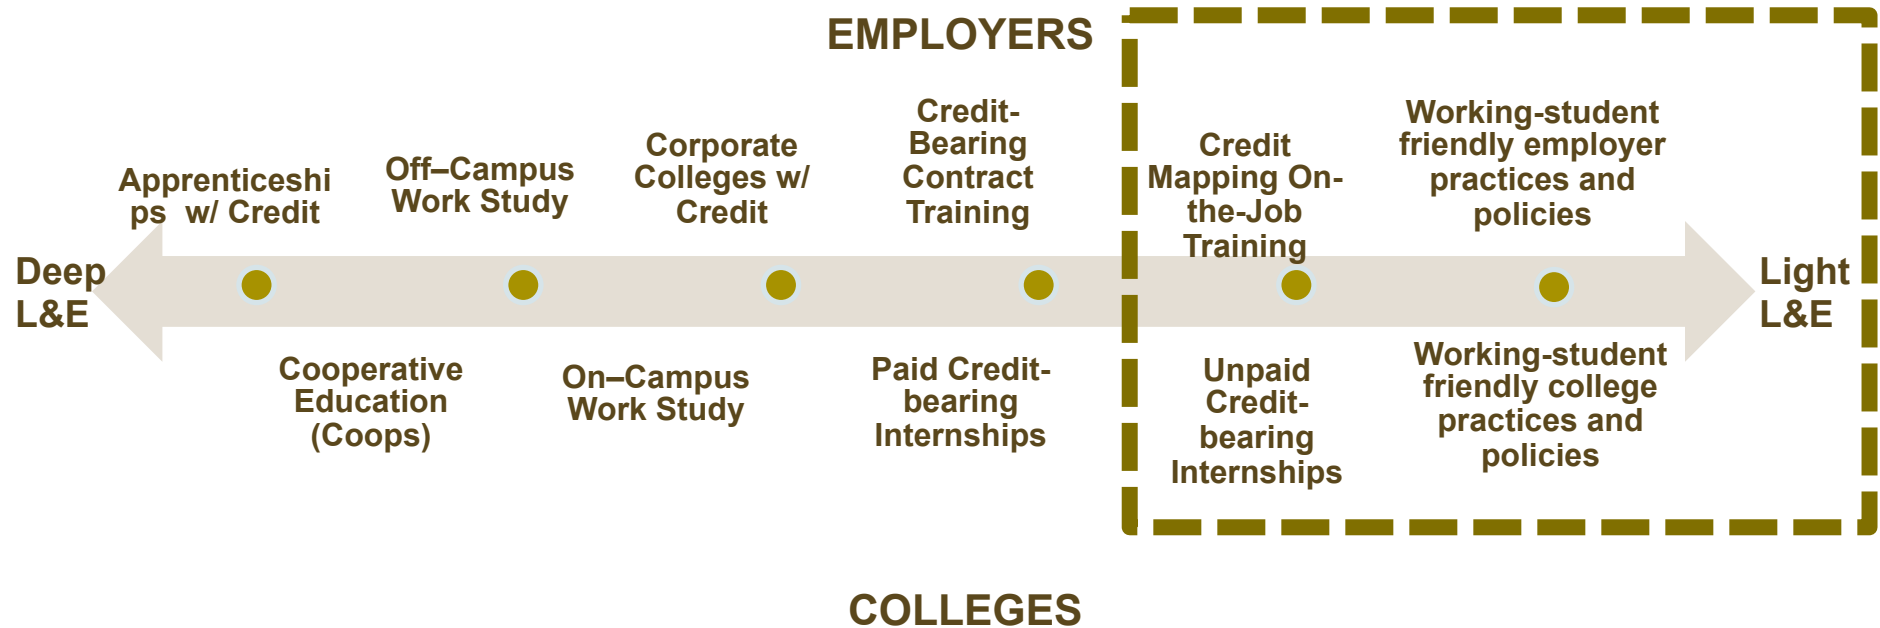 EMPLOYERS
Apprenticeshi
ps w/ Credit
Off–Campus
Work Study
Corporate
Colleges w/
Credit
Credit-
Bearing
Contract
Training
Credit
Mapping On-
the-Job
Training
Working-student
friendly employer
practices and
policies
Deep
L&E
Light
L&E
Cooperative
Education
(Coops)
On–Campus
Work Study
Paid Credit-
bearing
Internships
Unpaid
Credit-
bearing
Internships
Working-student
friendly college
practices and
policies
COLLEGES